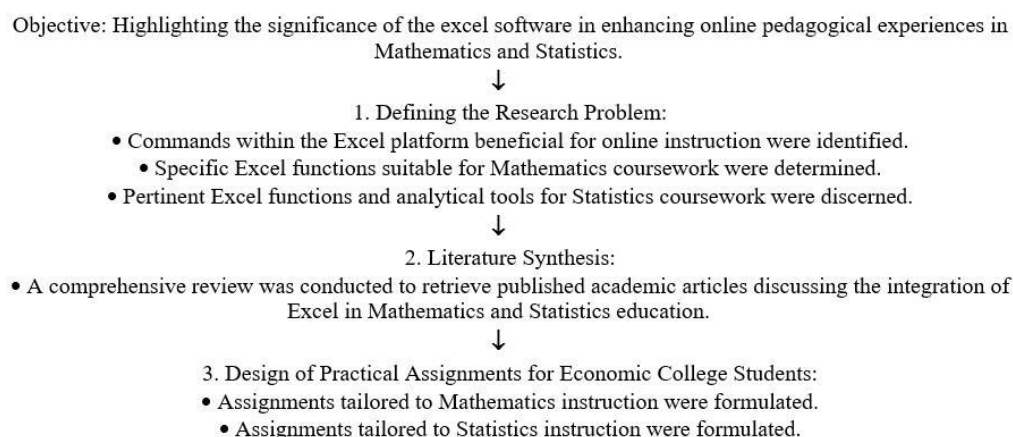 Objective: Highlighting the significance of the excel software in enhancing online pedagogical experiences in
Mathematics and Statistics.
↓
1. Defining the Research Problem:
• Commands within the Excel platform beneficial for online instruction were identified.
• Specific Excel functions suitable for Mathematics coursework were determined.
• Pertinent Excel functions and analytical tools for Statistics coursework were discerned.
↓
2. Literature Synthesis:
• A comprehensive review was conducted to retrieve published academic articles discussing the integration of
Excel in Mathematics and Statistics education.
↓
3. Design of Practical Assignments for Economic College Students:
• Assignments tailored to Mathematics instruction were formulated.
• Assignments tailored to Statistics instruction were formulated.